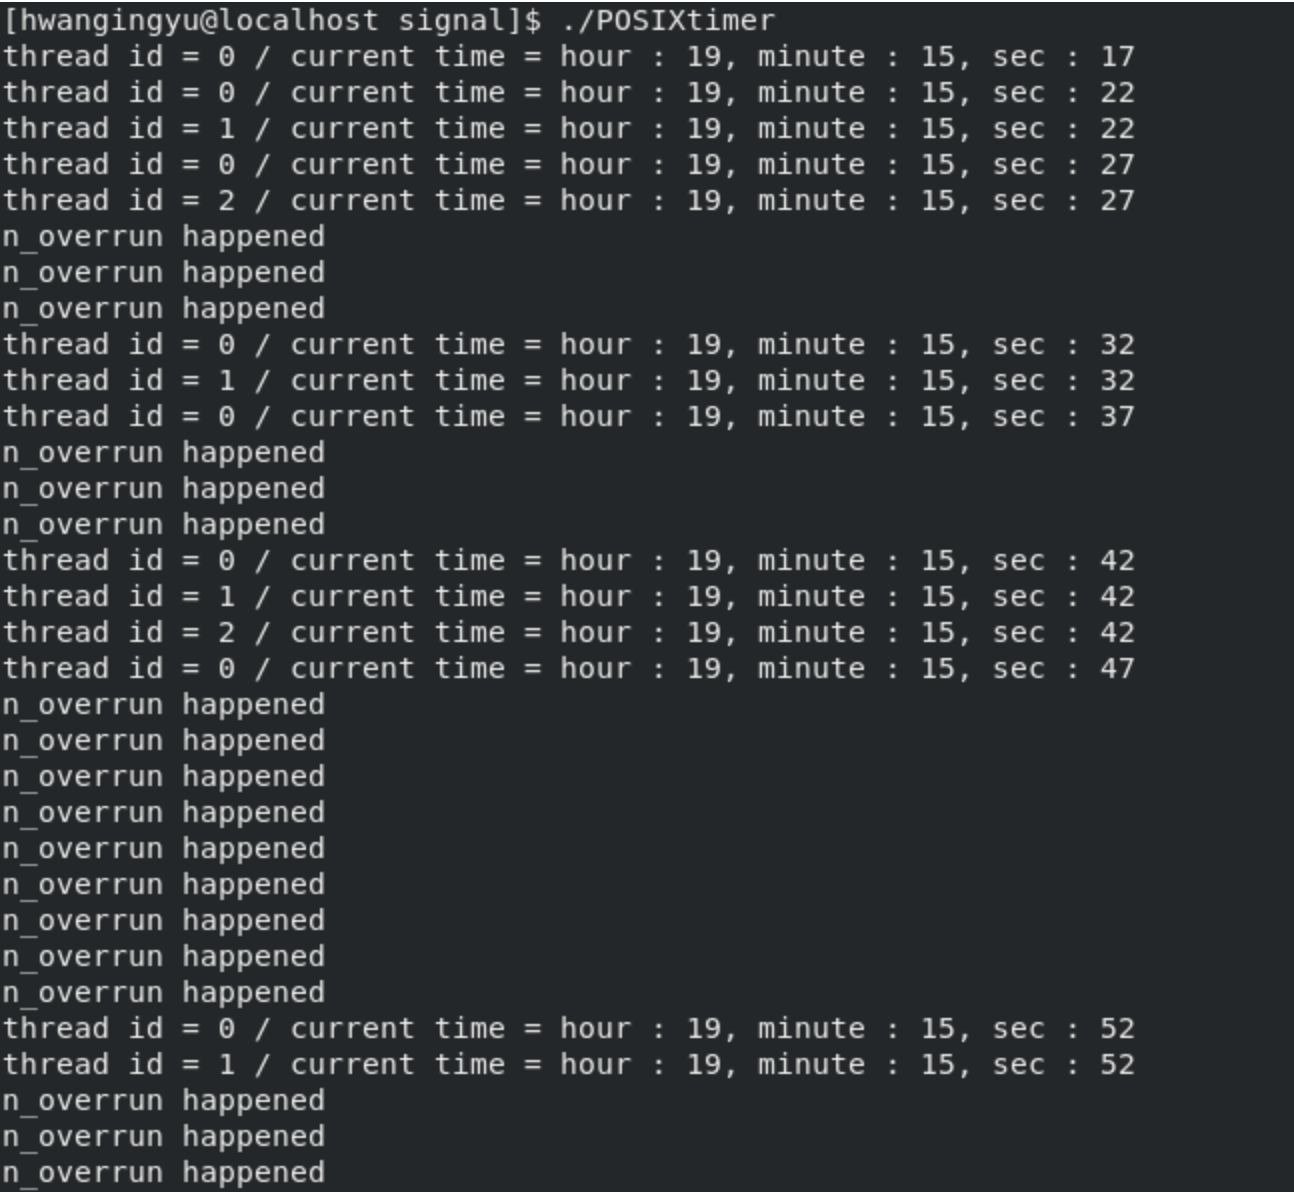 [hwangingyu@localhost signal]$ ./POSIXtimer
thread id = 0 / current time = hour : 19, minute : 15, sec : 17
thread id = 0 / current time = hour : 19, minute : 15, sec : 22
thread id = 1 / current time = hour : 19, minute : 15, sec : 22
thread id = 0 / current time = hour : 19, minute : 15, sec : 27
thread id = 2 / current time = hour : 19, minute : 15, sec : 27
n_overrun happened
n_overrun happened
n_overrun happened
thread id = 0 / current time = hour : 19, minute : 15, sec : 32
thread id = 1 / current time = hour : 19, minute : 15, sec : 32
thread id = 0 / current time = hour : 19, minute : 15, sec : 37
n_overrun happened
n_overrun happened
n_overrun happened
thread id = 0 / current time = hour : 19, minute : 15, sec : 42
thread id = 1 / current time = hour : 19, minute : 15, sec : 42
thread id = 2 / current time = hour : 19, minute : 15, sec : 42
thread id = 0 / current time = hour : 19, minute : 15, sec : 47
n_overrun happened
n_overrun happened
n_overrun happened
n_overrun happened
n_overrun happened
n_overrun happened
n_overrun happened
n_overrun happened
n_overrun happened
thread id = 0 / current time = hour : 19, minute : 15, sec : 52
thread id = 1 / current time = hour : 19, minute : 15, sec : 52
n_overrun happened
n_overrun happened
n_overrun happened